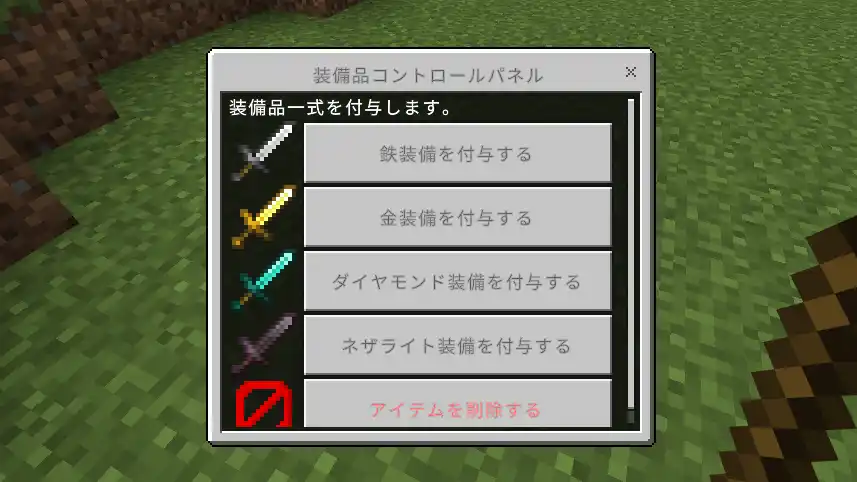 装備品コントロールパネル
装備品一式を付与します。
鉄装備を付与する
金装備を付与する
ダイヤモンド装備を付与する
ネザライト装備を付与する
アイテムを削除する